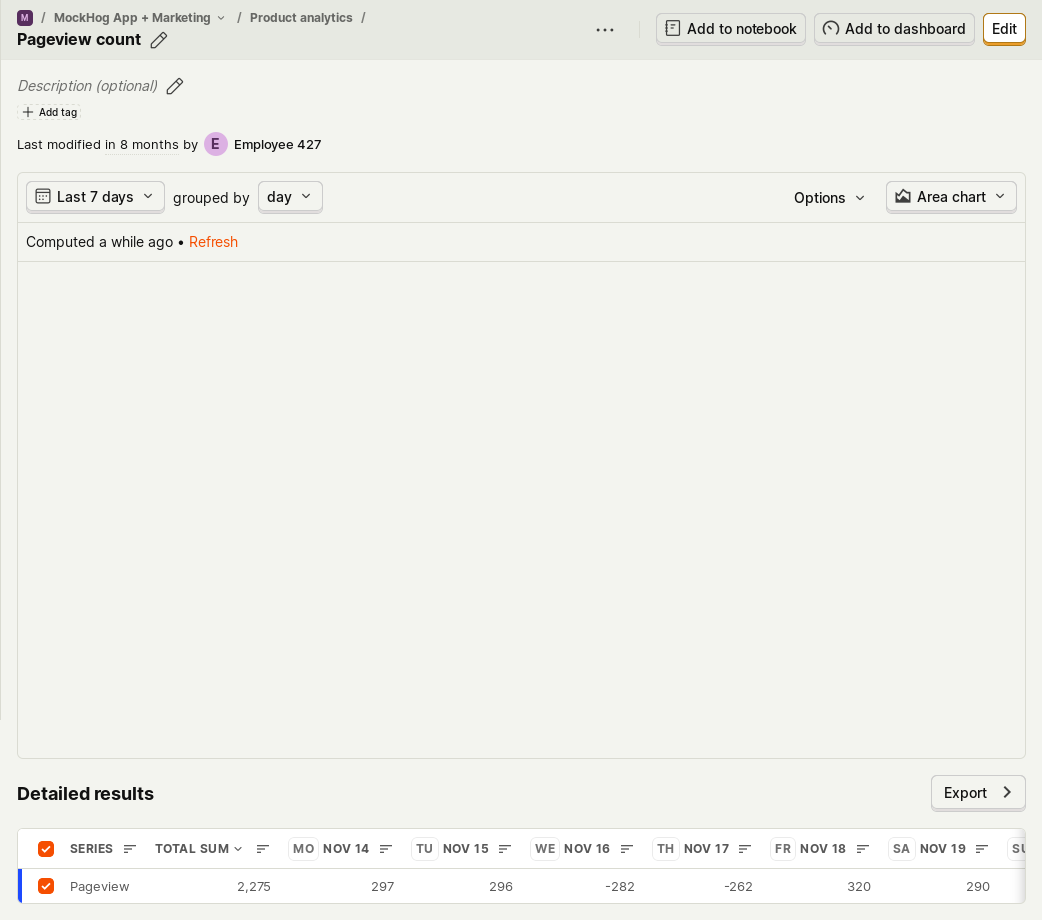 M / MockHog App + Marketing / Product analytics /
Pageview count
Add to notebook
Add to dashboard
Edit
Description (optional)
Add tag
Last modified in 8 months by E Employee 427
Last 7 days grouped by day
Options
Area chart
Computed a while ago • Refresh
Detailed results
Export
SERIES TOTAL SUM MO NOV 14 TU NOV 15 WE NOV 16 TH NOV 17 FR NOV 18 SA NOV 19
Pageview 2,275 297 296 -282 -262 320 290